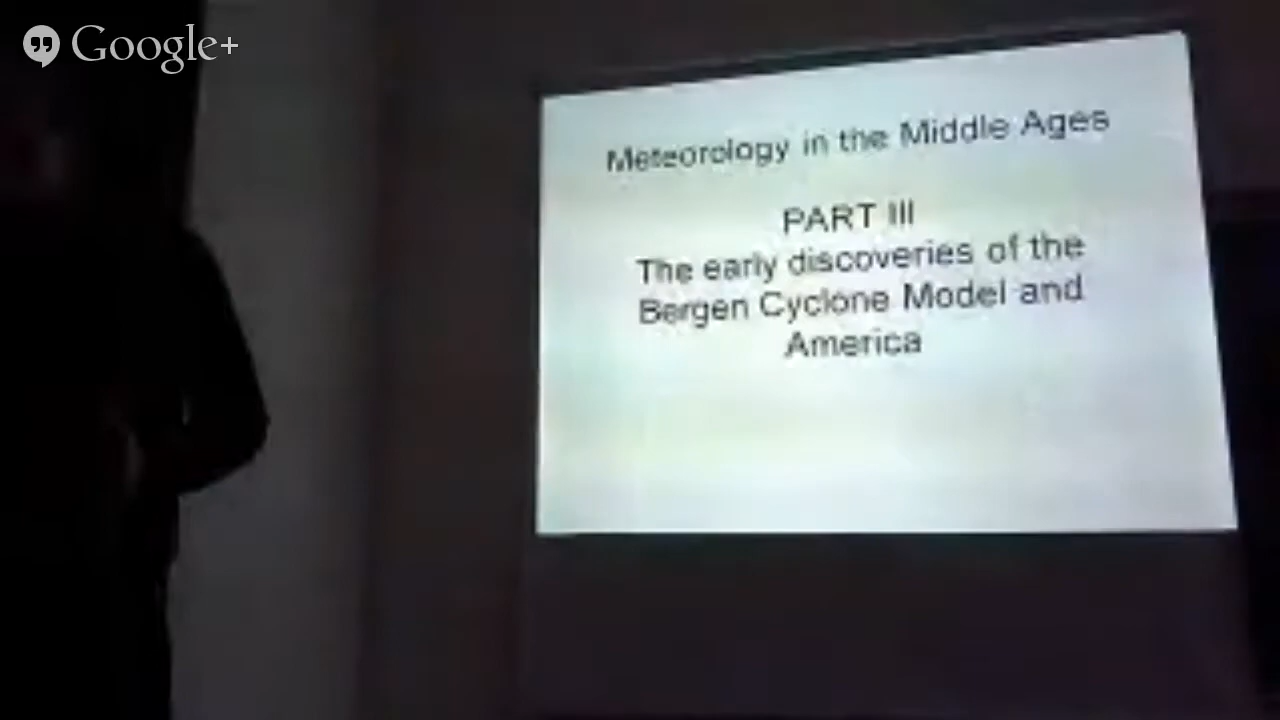 Google+
Meteorology in the Middle Ages
PART III
The early discoveries of the
Bergen Cyclone Model and
America